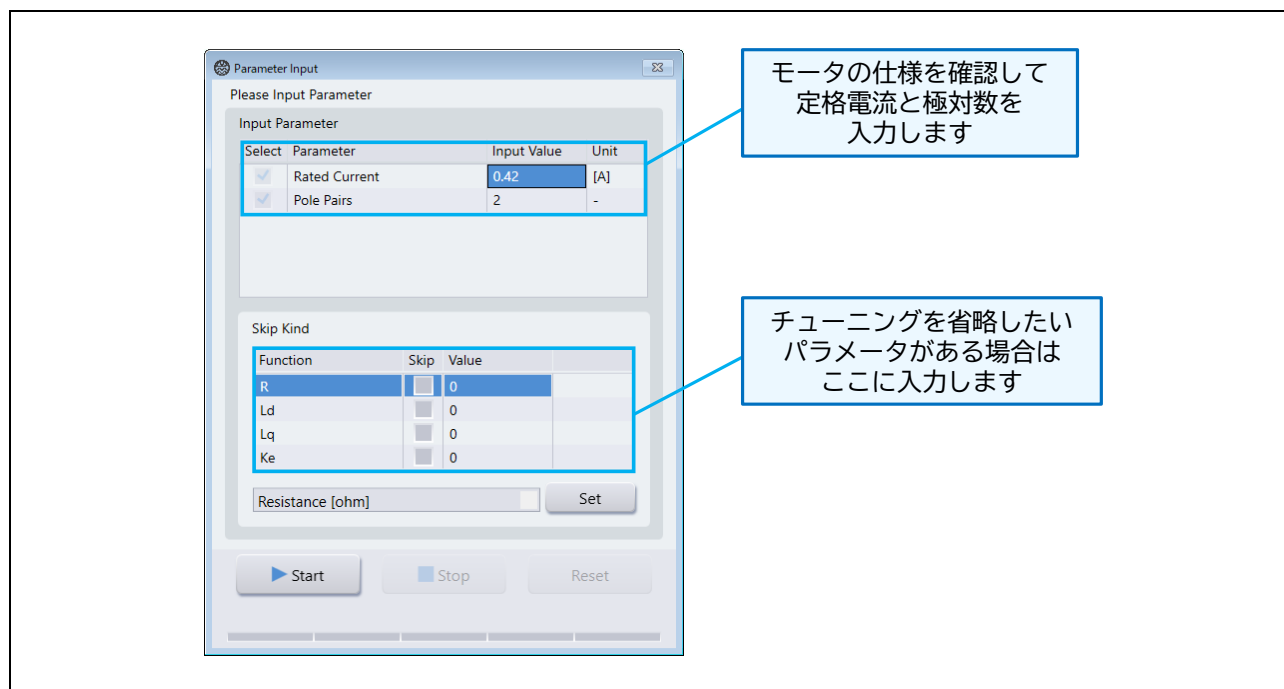 Parameter Input
Please Input Parameter
Input Parameter
Select Parameter Input Value Unit
Rated Current 0.42 [A]
Pole Pairs 2 -
Skip Kind
Function Skip Value
R 0
Ld 0
Lq 0
Ke 0
Resistance [ohm] Set
Start Stop Reset
モータの仕様を確認して
定格電流と極対数を
入力します
チューニングを省略したい
パラメータがある場合は
ここに入力します